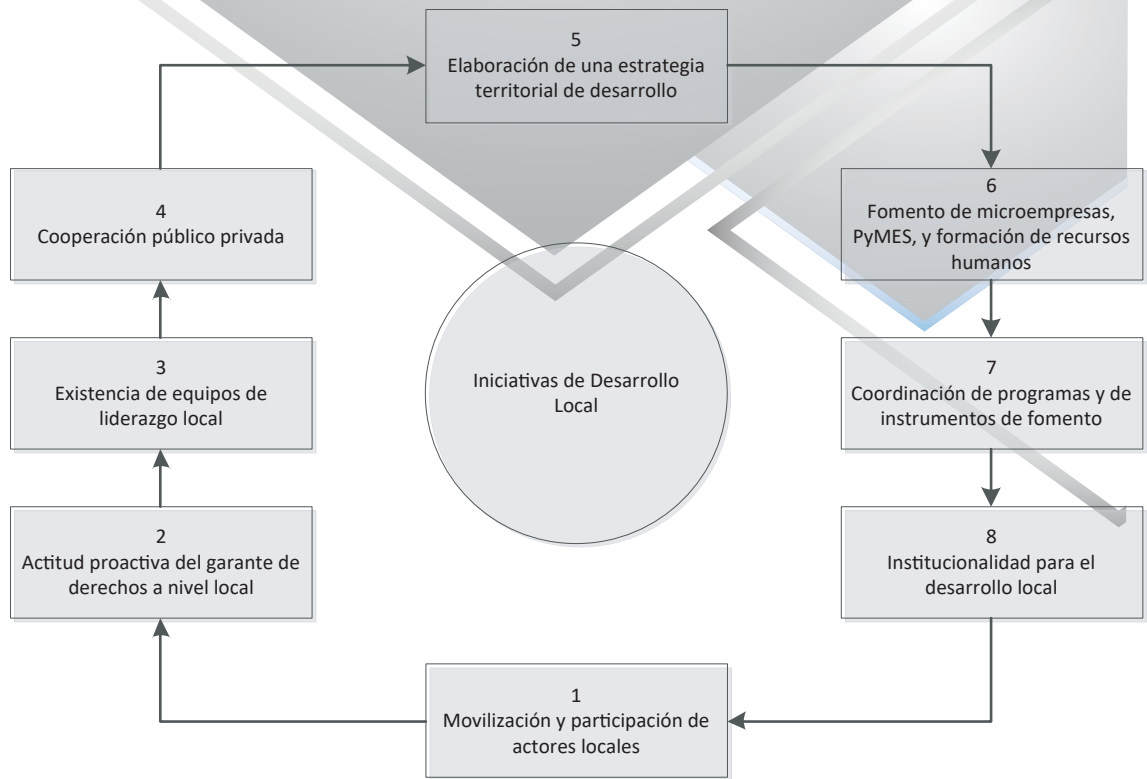 5
Elaboración de una estrategia
territorial de desarrollo
4
Cooperación público privada
6
Fomento de microempresas,
PyMES, y formación de recursos
humanos
3
Existencia de equipos de
liderazgo local
Iniciativas de Desarrollo
Local
7
Coordinación de programas y de
instrumentos de fomento
2
Actitud proactiva del garante de
derechos a nivel local
8
Institucionalidad para el
desarrollo local
1
Movilización y participación de
actores locales